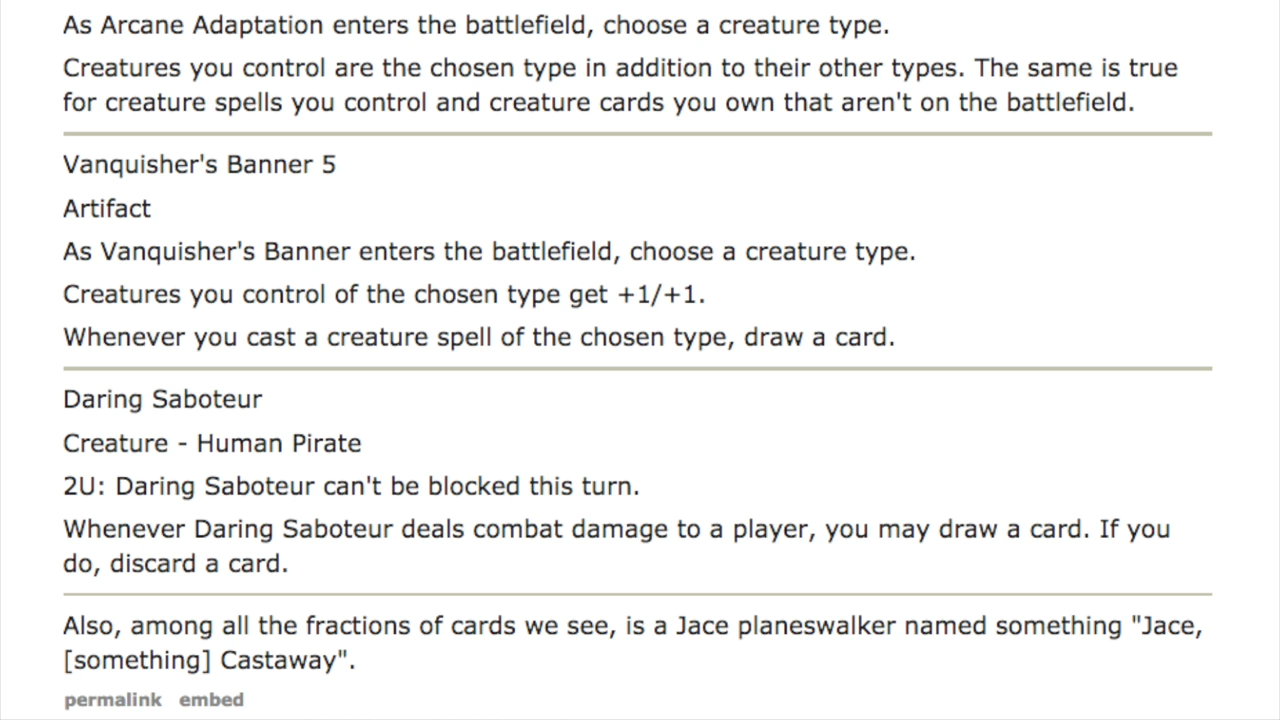 As Arcane Adaptation enters the battlefield, choose a creature type.
Creatures you control are the chosen type in addition to their other types. The same is true
for creature spells you control and creature cards you own that aren't on the battlefield.
Vanquisher's Banner 5
Artifact
As Vanquisher's Banner enters the battlefield, choose a creature type.
Creatures you control of the chosen type get +1/+1.
Whenever you cast a creature spell of the chosen type, draw a card.
Daring Saboteur
Creature - Human Pirate
2U: Daring Saboteur can't be blocked this turn.
Whenever Daring Saboteur deals combat damage to a player, you may draw a card. If you
do, discard a card.
Also, among all the fractions of cards we see, is a Jace planeswalker named something "Jace,
[something] Castaway".
permalink embed